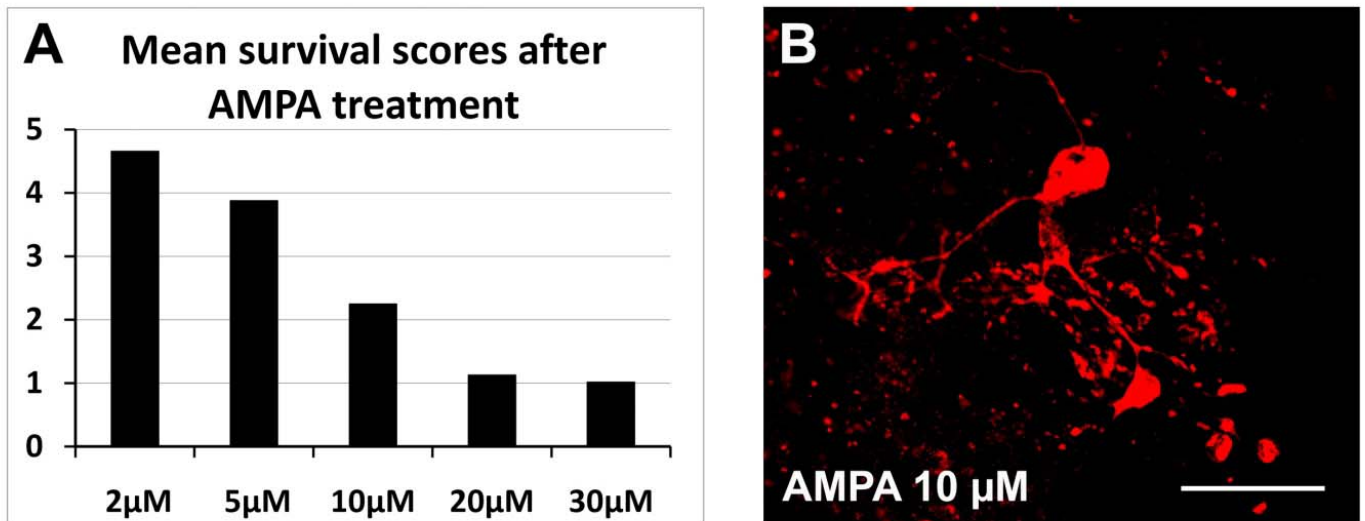 A
Mean survival scores after
AMPA treatment
5
4
3
2
1
0
2µM 5µM 10µM 20µM 30µM
B
AMPA 10 µM